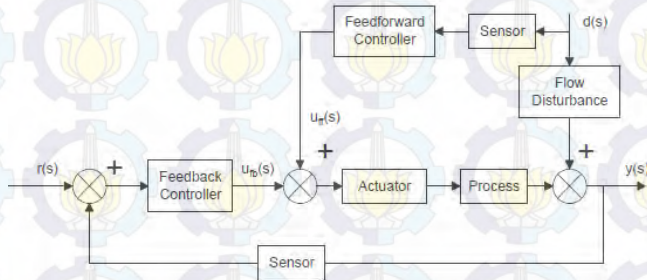 Feedforward
Controller
Sensor
d(s)
Flow
Disturbance
u_ff(s)
+
+
r(s)
+
Feedback
Controller
u_fb(s)
Actuator
Process
y(s)
Sensor